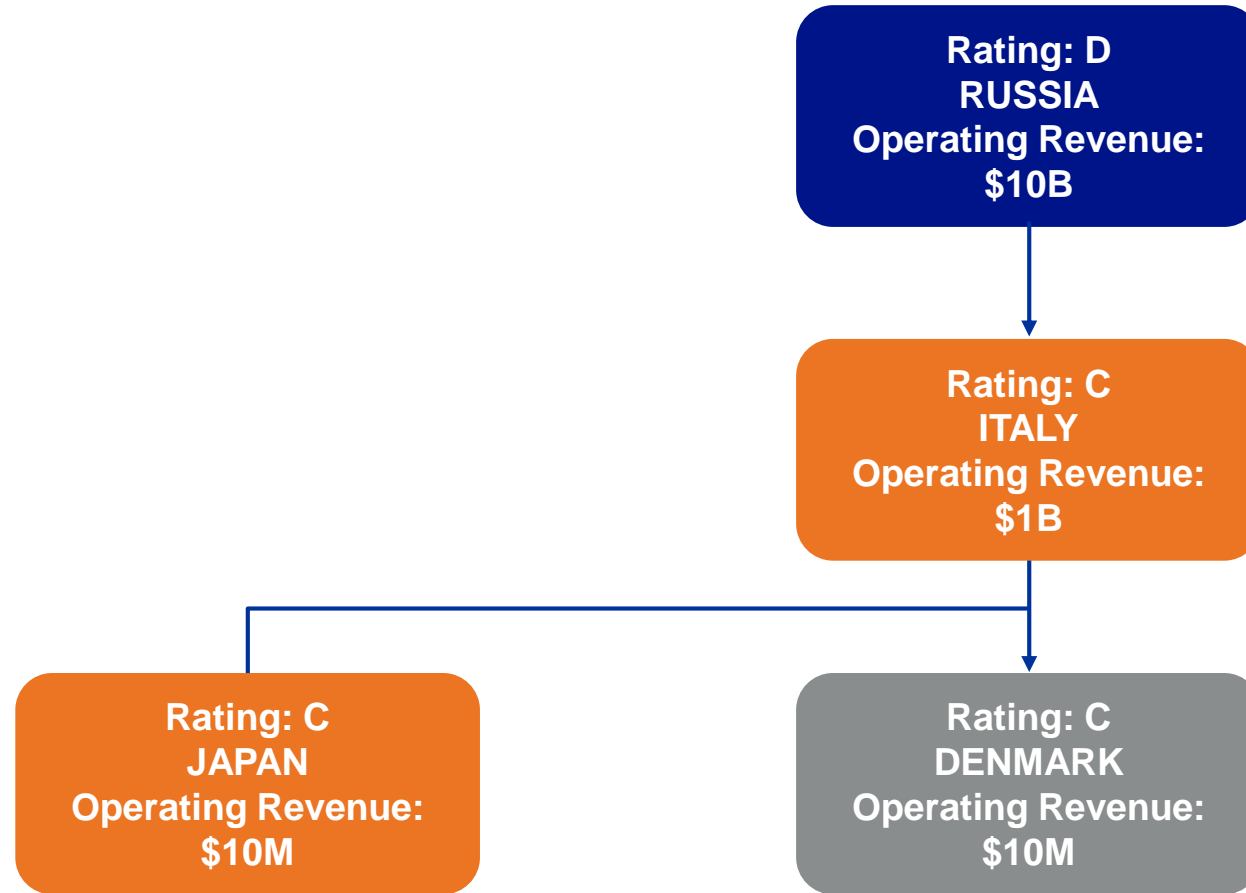 Rating: D
RUSSIA
Operating Revenue:
$10B
Rating: C
ITALY
Operating Revenue:
$1B
Rating: C
JAPAN
Operating Revenue:
$10M
Rating: C
DENMARK
Operating Revenue:
$10M